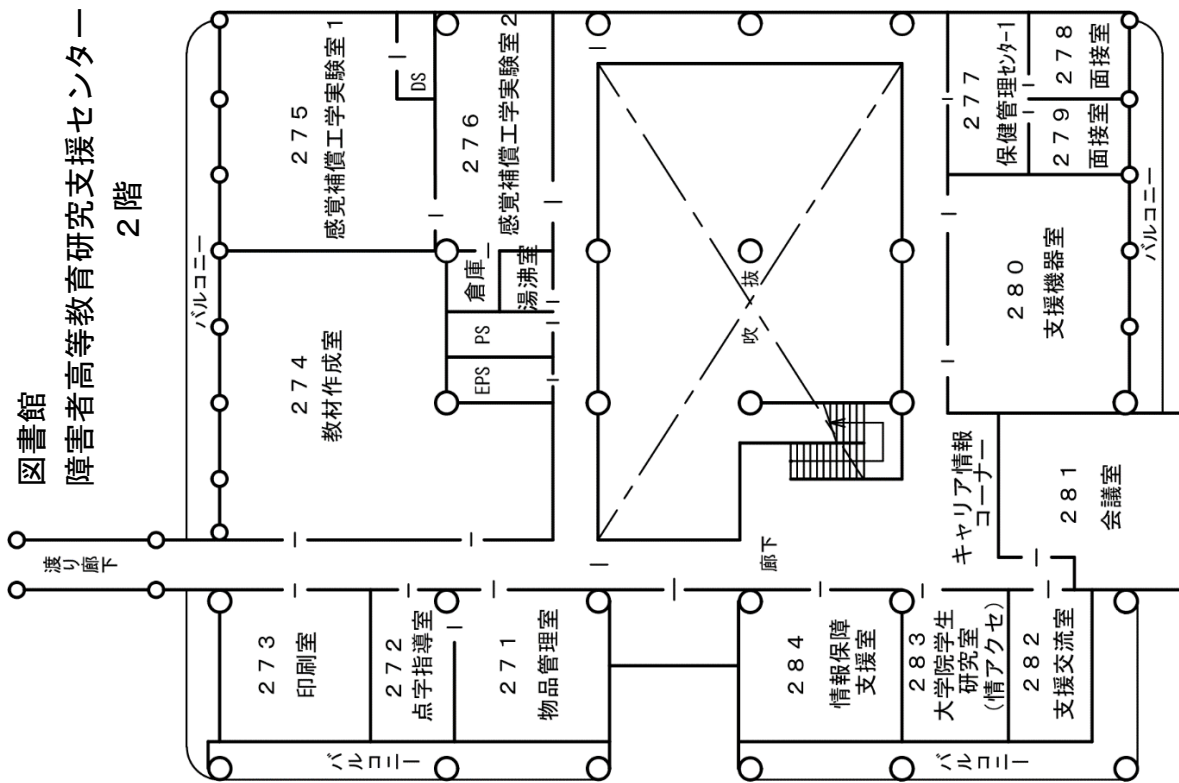 図書館
障害者高等教育研究支援センター
2階
渡り廊下
バルコニー
273
印刷室
272
点字指導室
271
物品管理室
バルコニー
274
教材作成室
275
感覚補償工学実験室1
DS
276
感覚補償工学実験室2
倉庫
湯沸室
PS
EPS
吹抜
廊下
284
情報保障
支援室
283
大学院学生
研究室
(情アクセ)
282
支援交流室
バルコニー
キャリア情報
コーナー
281
会議室
280
支援機器室
277
保健管理センター1
278
面接室
279
面接室
バルコニー